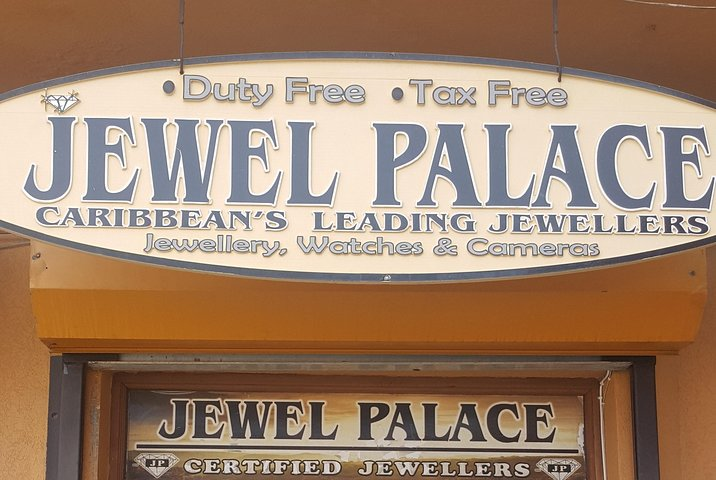 Duty Free Tax Free
JEWEL PALACE
CARIBBEAN'S LEADING JEWELLERS
Jewellery, Watches & Cameras
JEWEL PALACE
JP CERTIFIED JEWELLERS JP